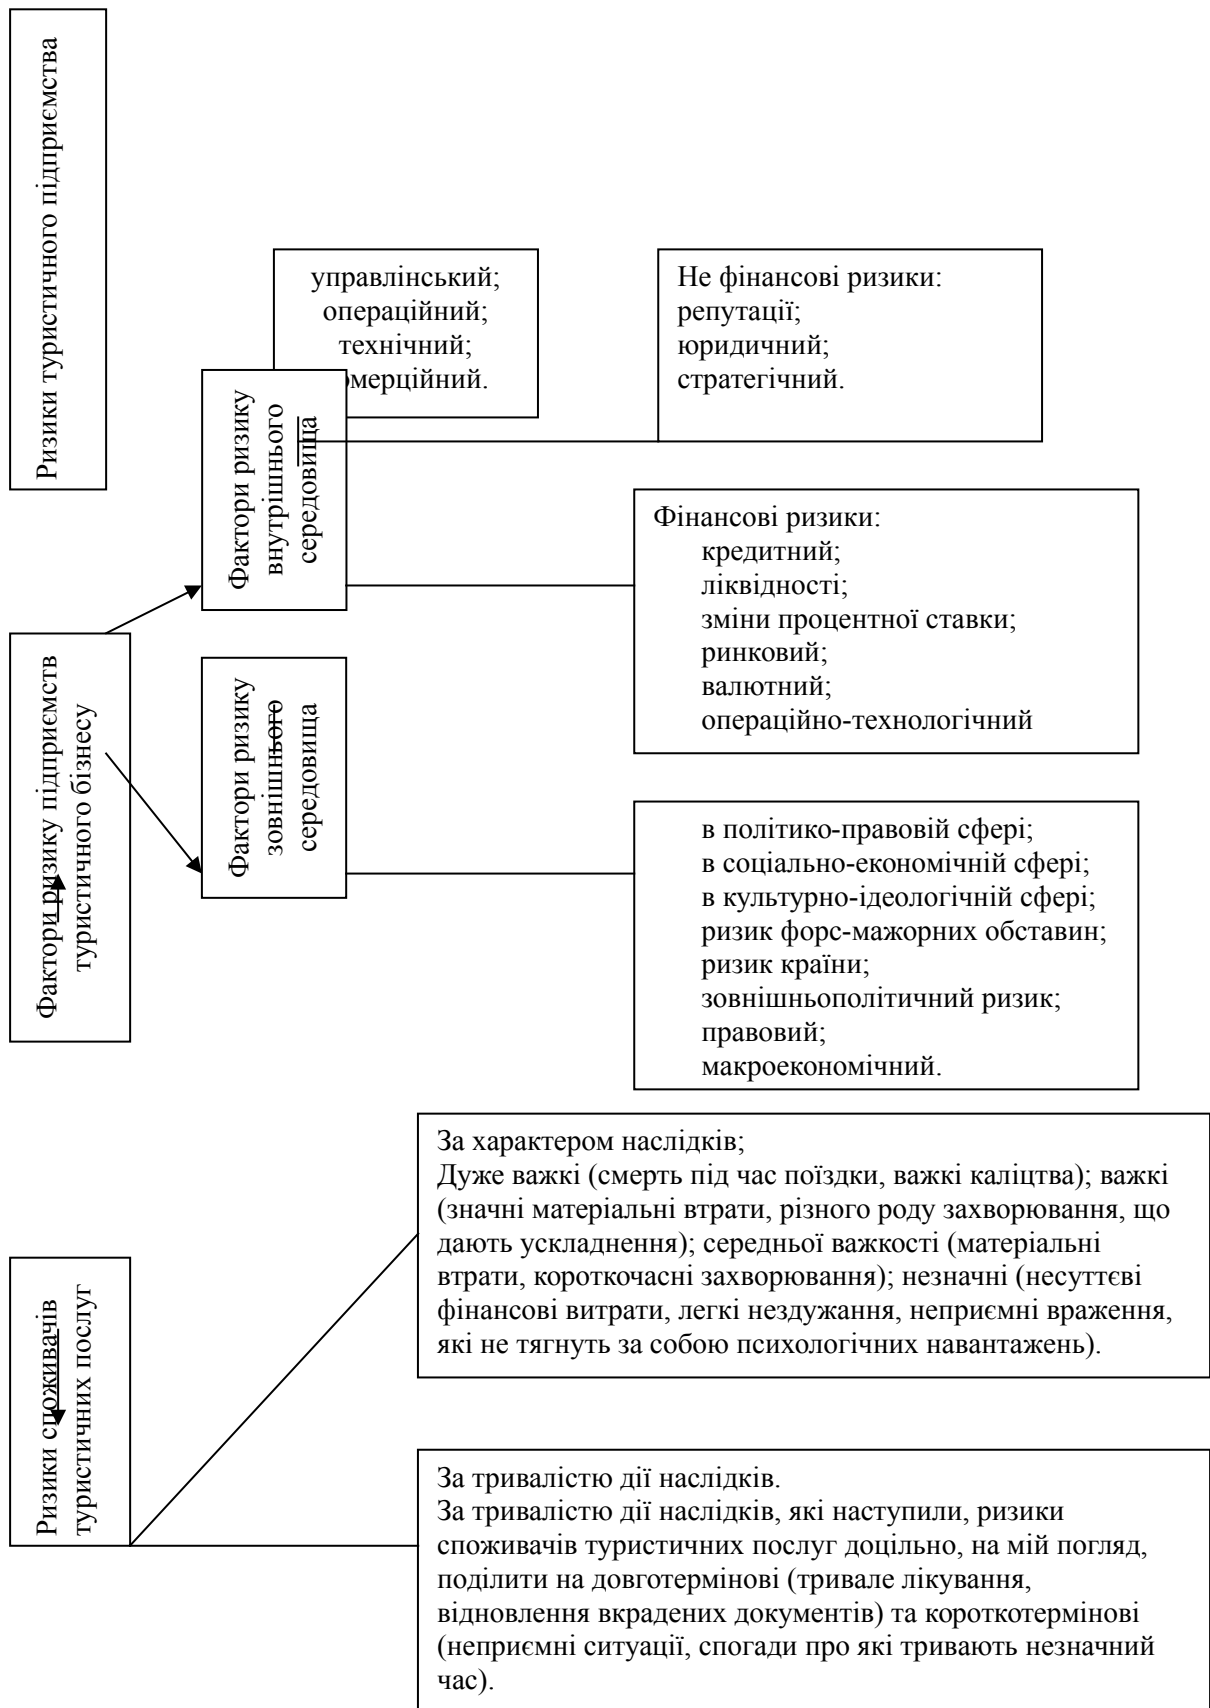 Ризики туристичного підприємства
управлінський;
операційний;
технічний;
омерційний.
Не фінансові ризики:
репутації;
юридичний;
стратегічний.
Фактори ризику
внутрішнього
середовища
Фінансові ризики:
кредитний;
ліквідності;
зміни процентної ставки;
ринковий;
валютний;
операційно-технологічний
Фактори ризику підприємств
туристичного бізнесу
Фактори ризику
зовнішнього
середовища
в політико-правовій сфері;
в соціально-економічній сфері;
в культурно-ідеологічній сфері;
ризик форс-мажорних обставин;
ризик країни;
зовнішньополітичний ризик;
правовий;
макроекономічний.
Ризики споживачів
туристичних послуг
За характером наслідків;
Дуже важкі (смерть під час поїздки, важкі каліцтва); важкі
(значні матеріальні втрати, різного роду захворювання, що
дають ускладнення); середньої важкості (матеріальні
втрати, короткочасні захворювання); незначні (несуттєві
фінансові витрати, легкі нездужання, неприємні враження,
які не тягнуть за собою психологічних навантажень).
За тривалістю дії наслідків.
За тривалістю дії наслідків, які наступили, ризики
споживачів туристичних послуг доцільно, на мій погляд,
поділити на довготермінові (тривале лікування,
відновлення вкрадених документів) та короткотермінові
(неприємні ситуації, спогади про які тривають незначний
час).